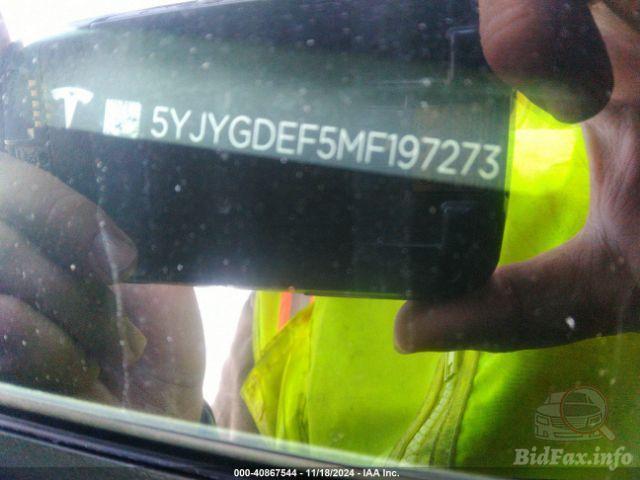 5YJYGDEF5MF197273
000-40867544 - 11/18/2024 - IAA Inc.
BidFax.info